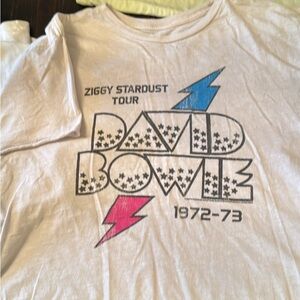 ZIGGY STARDUST
TOUR
DAVID
BOWIE
1972-73